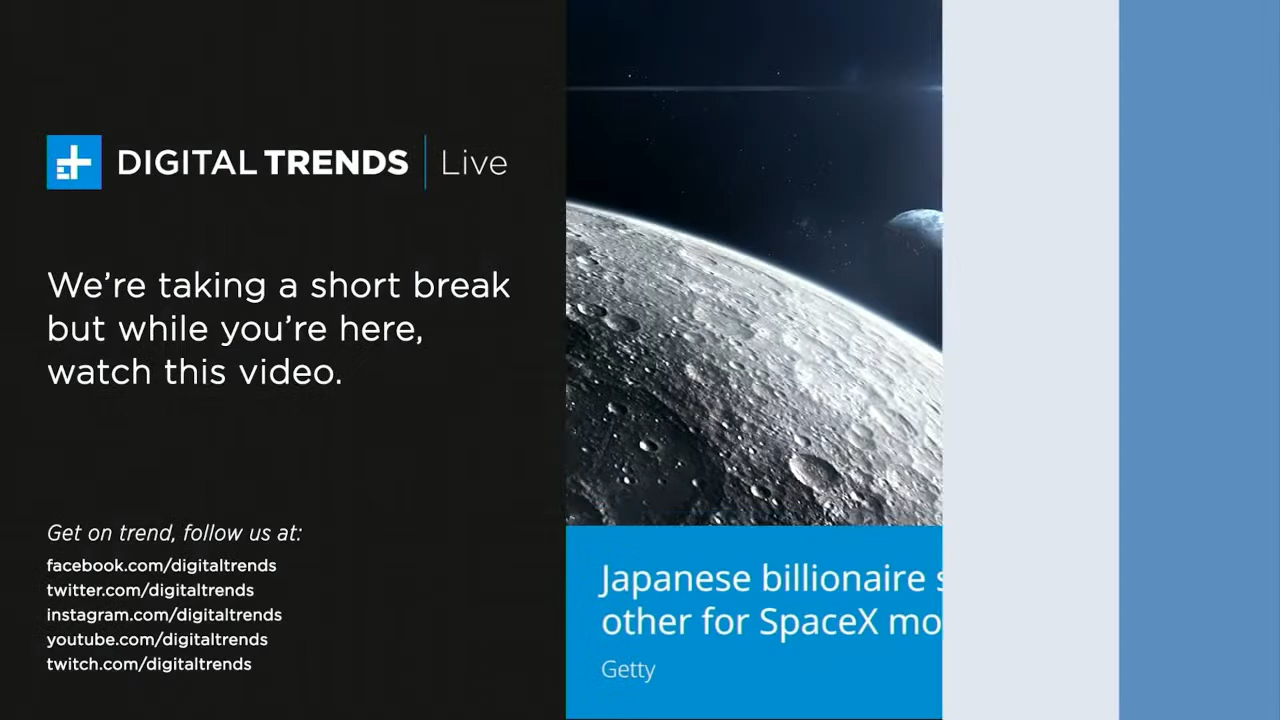 DIGITAL TRENDS | Live
We're taking a short break
but while you're here,
watch this video.
Get on trend, follow us at:
facebook.com/digitaltrends
twitter.com/digitaltrends
instagram.com/digitaltrends
youtube.com/digitaltrends
twitch.com/digitaltrends
Japanese billionaire
other for SpaceX mo
Getty